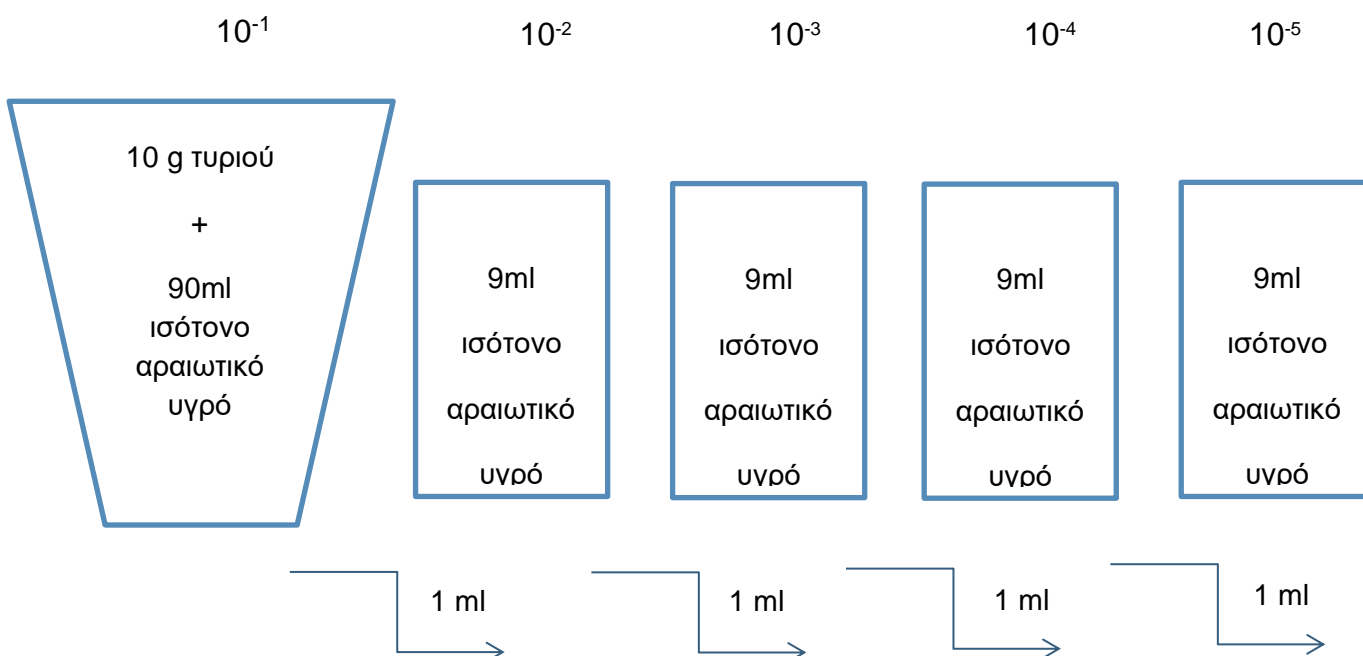 10⁻¹ 10⁻² 10⁻³ 10⁻⁴ 10⁻⁵
10 g τυριού
+
90ml
ισότονο
αραιωτικό
υγρό
9ml
ισότονο
αραιωτικό
υγρό
9ml
ισότονο
αραιωτικό
υγρό
9ml
ισότονο
αραιωτικό
υγρό
9ml
ισότονο
αραιωτικό
υγρό
1 ml 1 ml 1 ml 1 ml